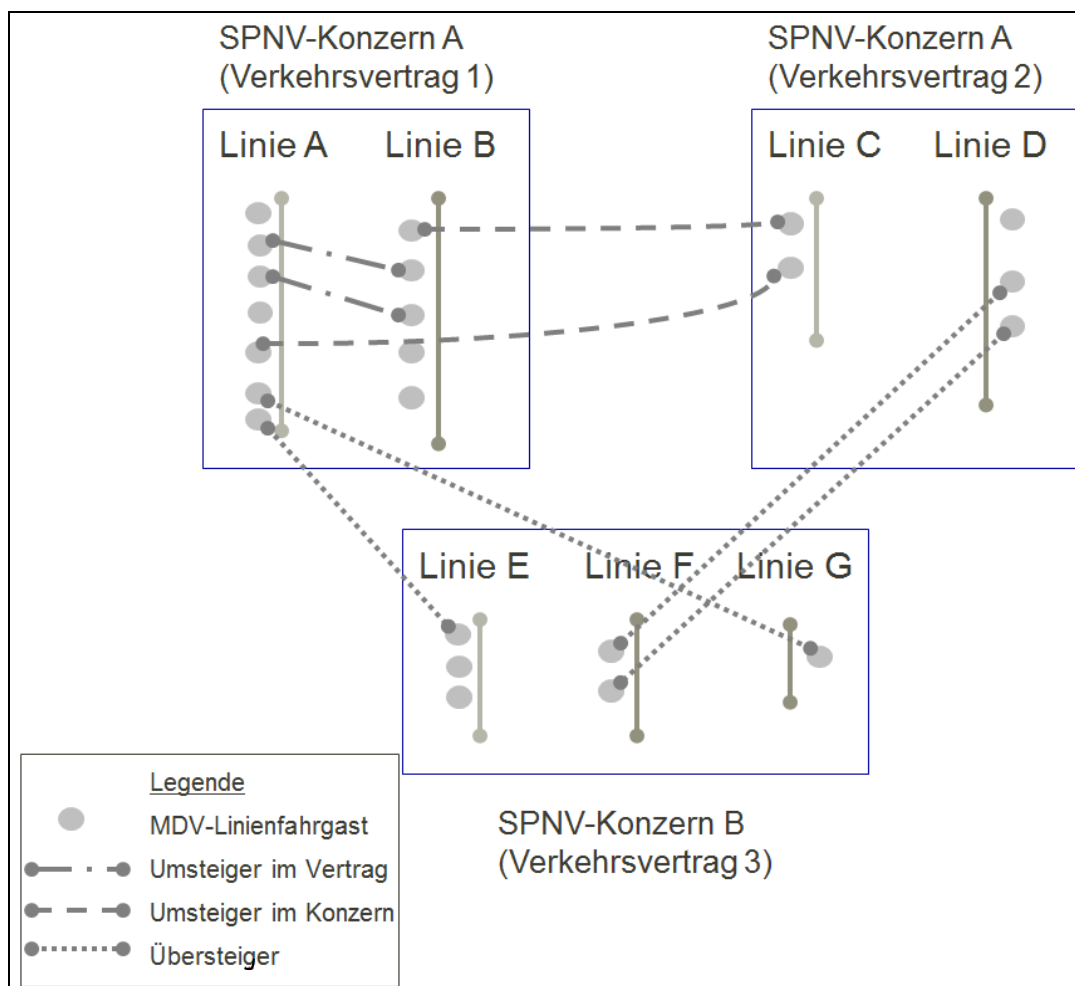 SPNV-Konzern A
(Verkehrsvertrag 1)
SPNV-Konzern A
(Verkehrsvertrag 2)
Linie A
Linie B
Linie C
Linie D
Linie E
Linie F
Linie G
SPNV-Konzern B
(Verkehrsvertrag 3)
Legende
MDV-Linienfahrgast
Umsteiger im Vertrag
Umsteiger im Konzern
Übersteiger